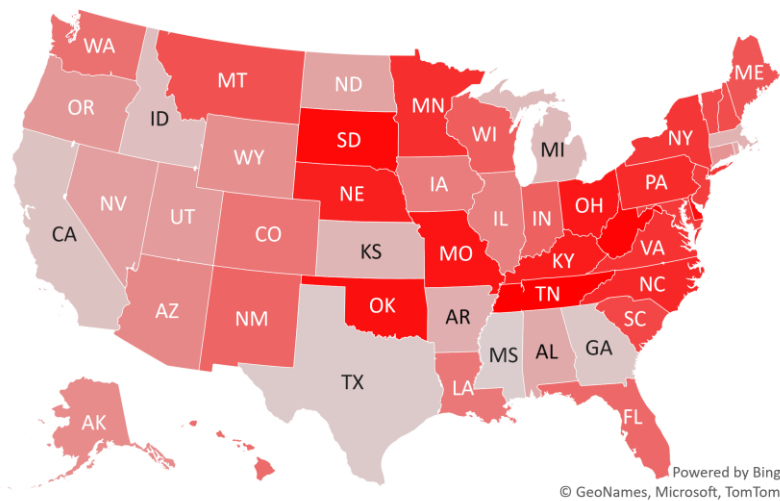 WA
MT
ND
MN
ME
OR
ID
SD
WI
NY
WY
MI
NE
IA
PA
NV
UT
IL
IN
OH
CA
CO
KS
MO
KY
VA
AZ
NM
OK
TN
NC
AR
SC
MS
AL
GA
TX
LA
FL
AK
Powered by Bing
© GeoNames, Microsoft, TomTom